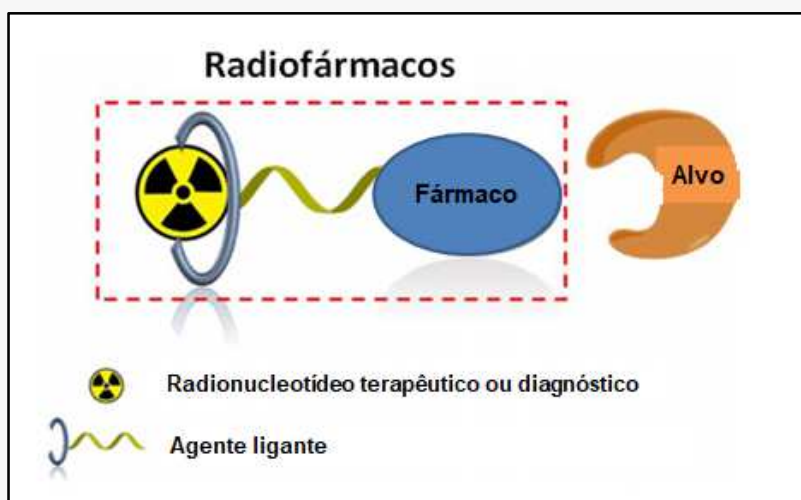 Radiofármacos
Fármaco
Alvo
Radionucleotídeo terapêutico ou diagnóstico
Agente ligante